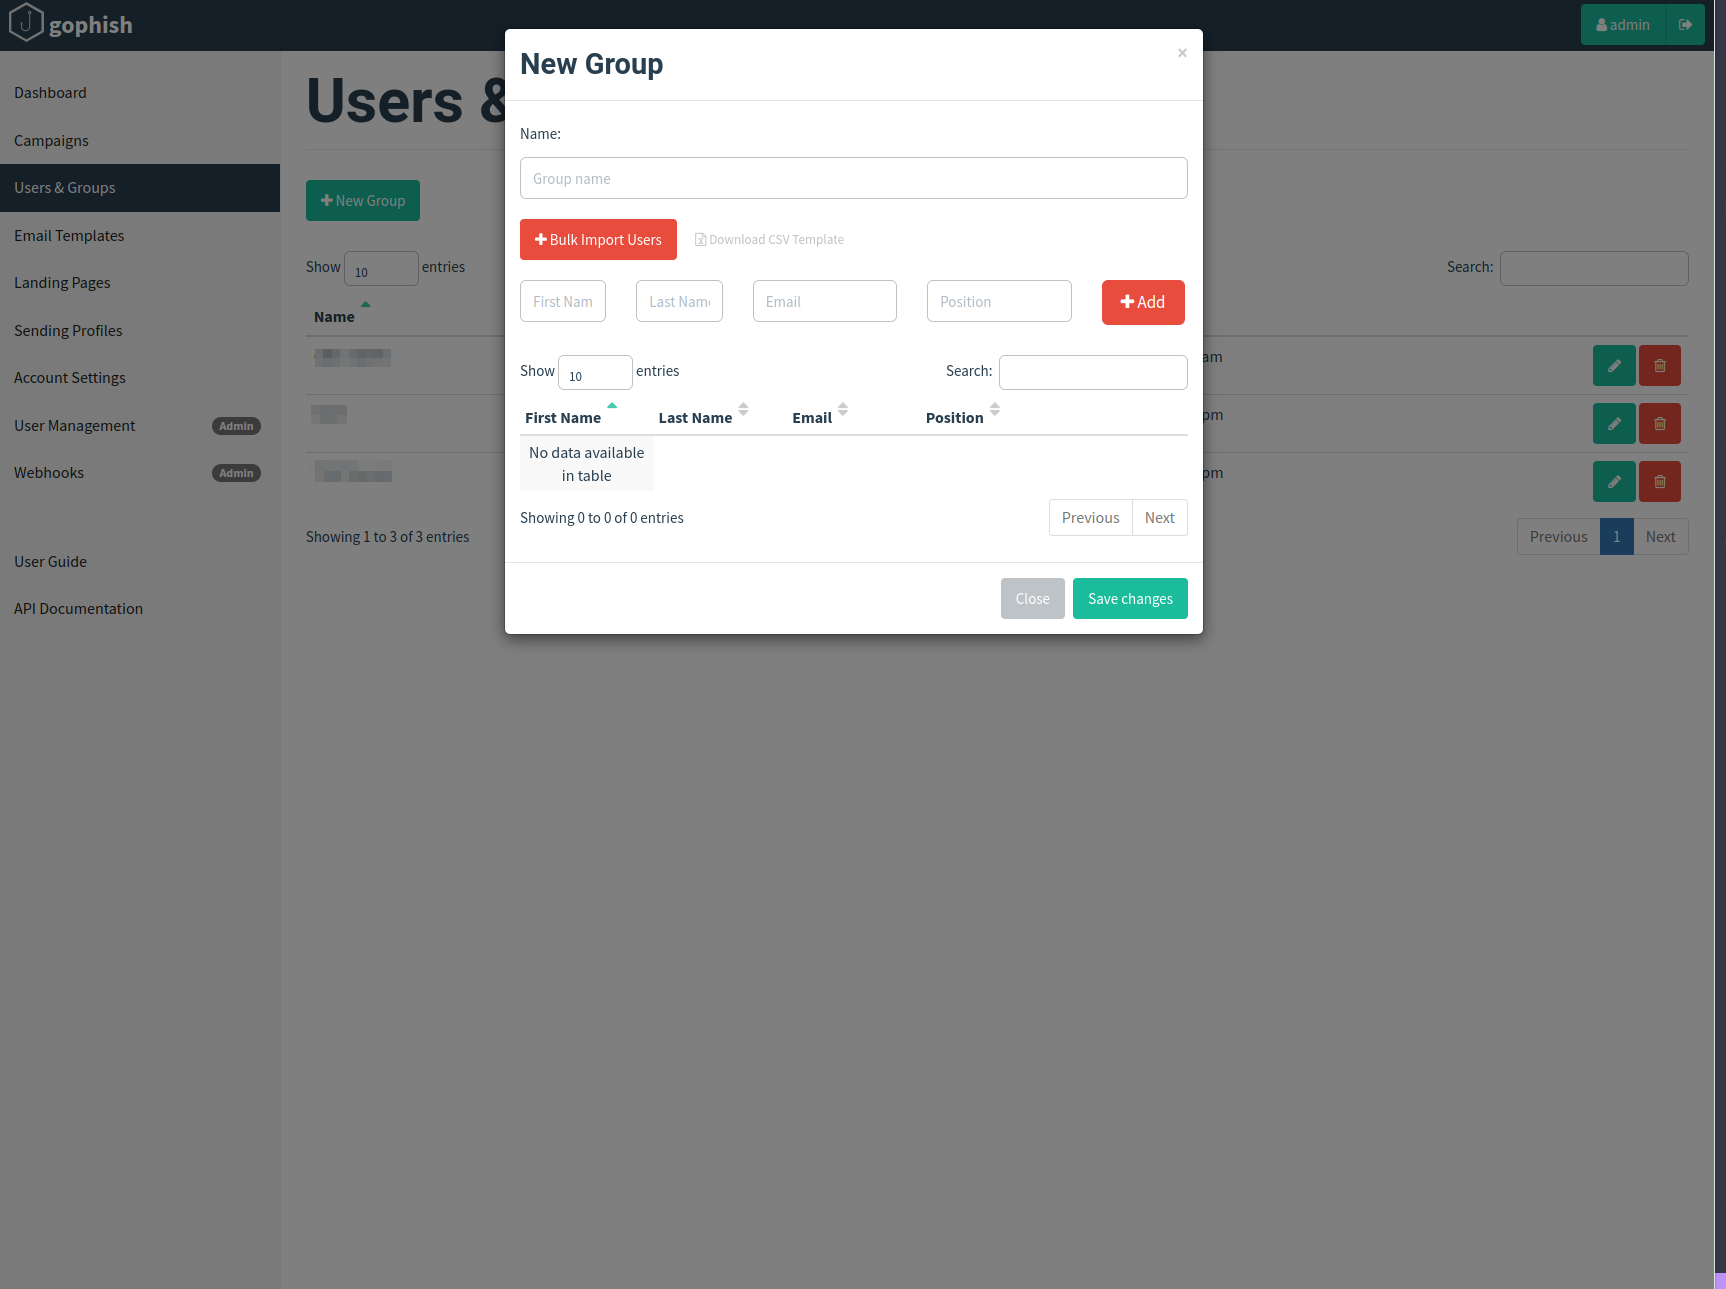 gophish
admin
Dashboard
Campaigns
Users & Groups
Email Templates
Landing Pages
Sending Profiles
Account Settings
User Management Admin
Webhooks Admin
User Guide
API Documentation
Users &
New Group
Show 10 entries
Search:
Name
am
pm
pm
Showing 1 to 3 of 3 entries
Previous 1 Next
New Group
×
Name:
Group name
Bulk Import Users
Download CSV Template
First Nam
Last Name
Email
Position
Add
Show 10 entries
Search:
First Name Last Name Email Position
No data available
in table
Showing 0 to 0 of 0 entries
Previous Next
Close
Save changes